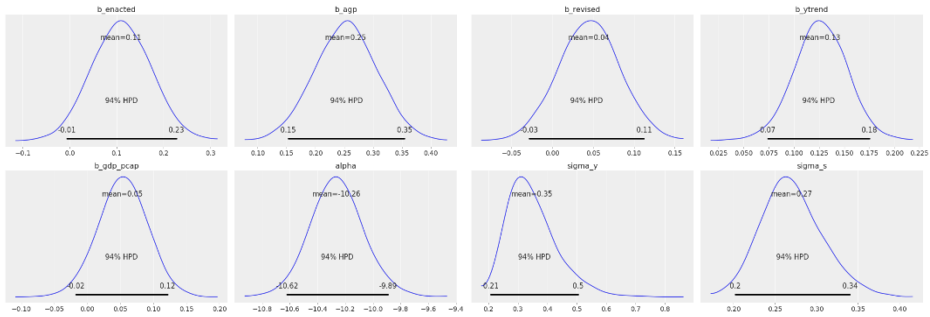 b_enacted
mean=0.11
94% HPD
-0.01 0.23
-0.1 0.0 0.1 0.2 0.3
b_agp
mean=0.25
94% HPD
0.15 0.35
0.10 0.15 0.20 0.25 0.30 0.35 0.40
b_revised
mean=0.04
94% HPD
-0.03 0.11
-0.05 0.00 0.05 0.10 0.15
b_ytrend
mean=0.13
94% HPD
0.07 0.18
0.025 0.050 0.075 0.100 0.125 0.150 0.175 0.200 0.225
b_gdp_pcap
mean=0.05
94% HPD
-0.02 0.12
-0.10 -0.05 0.00 0.05 0.10 0.15 0.20
alpha
mean=-10.26
94% HPD
-10.62 -9.89
-10.8 -10.6 -10.4 -10.2 -10.0 -9.8 -9.6 -9.4
sigma_y
mean=0.35
94% HPD
0.21 0.5
0.2 0.3 0.4 0.5 0.6 0.7 0.8
sigma_s
mean=0.27
94% HPD
0.2 0.34
0.2 0.3 0.4